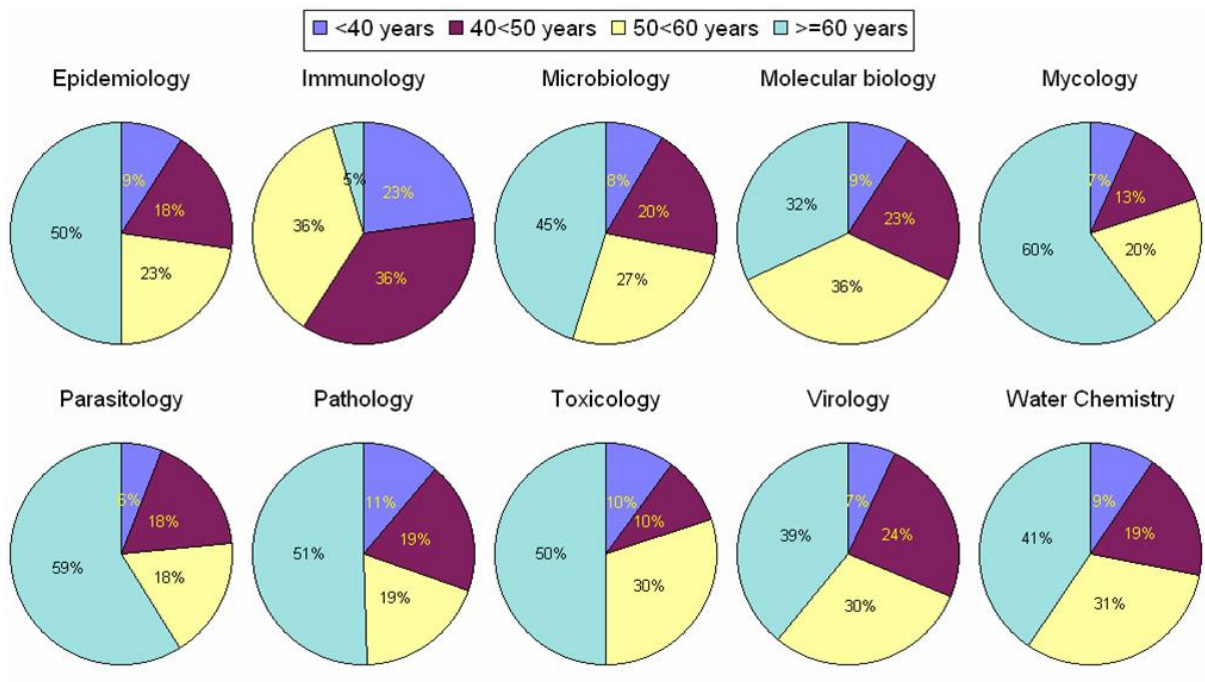 <40 years 40<50 years 50<60 years >=60 years
Epidemiology Immunology Microbiology Molecular biology Mycology
9% 18% 23% 50%
23% 36% 36% 5%
8% 20% 27% 45%
9% 23% 36% 32%
7% 13% 20% 60%
Parasitology Pathology Toxicology Virology Water Chemistry
6% 18% 18% 59%
11% 19% 19% 51%
10% 10% 30% 50%
7% 24% 30% 39%
9% 19% 31% 41%